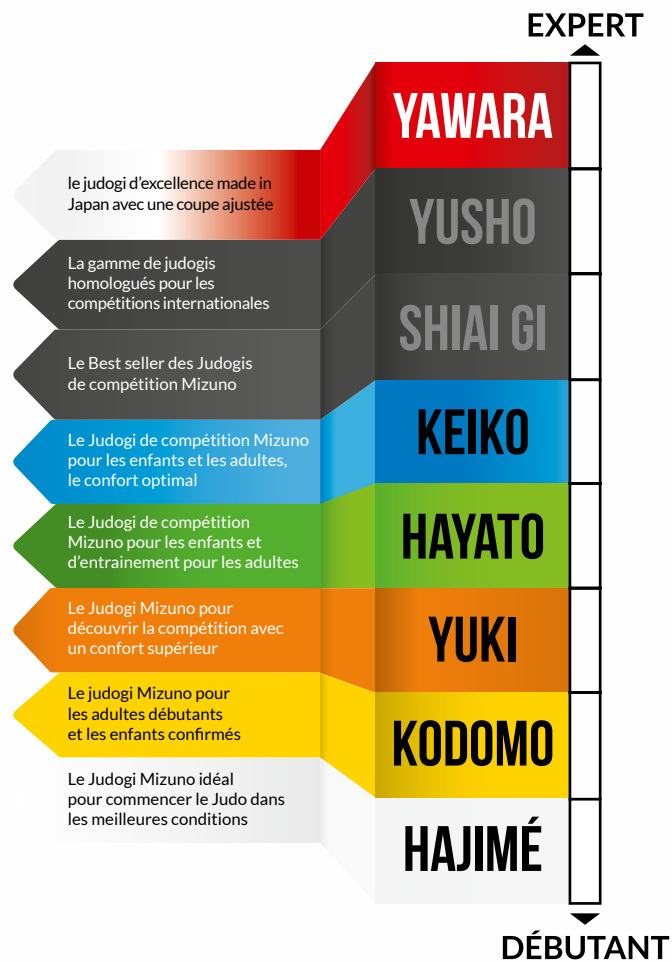 EXPERT
YAWARA
le judogi d'excellence made in
Japan avec une coupe ajustée
YUSHO
La gamme de judogis
homologués pour les
compétitions internationales
SHIAI GI
Le Best seller des Judogis
de compétition Mizuno
KEIKO
Le Judogi de compétition Mizuno
pour les enfants et les adultes,
le confort optimal
HAYATO
Le Judogi de compétition
Mizuno pour les enfants et
d'entrainement pour les adultes
YUKI
Le Judogi Mizuno pour
découvrir la compétition avec
un confort supérieur
KODOMO
Le judogi Mizuno pour
les adultes débutants
et les enfants confirmés
HAJIMÉ
Le Judogi Mizuno idéal
pour commencer le Judo dans
les meilleures conditions
DÉBUTANT